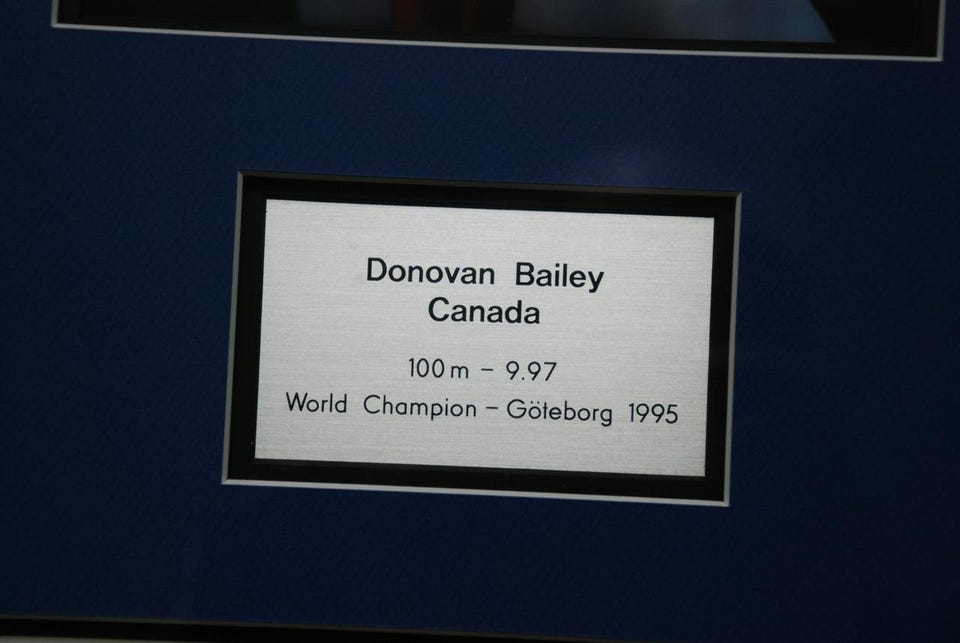 Donovan Bailey
Canada
100m - 9.97
World Champion - Göteborg 1995